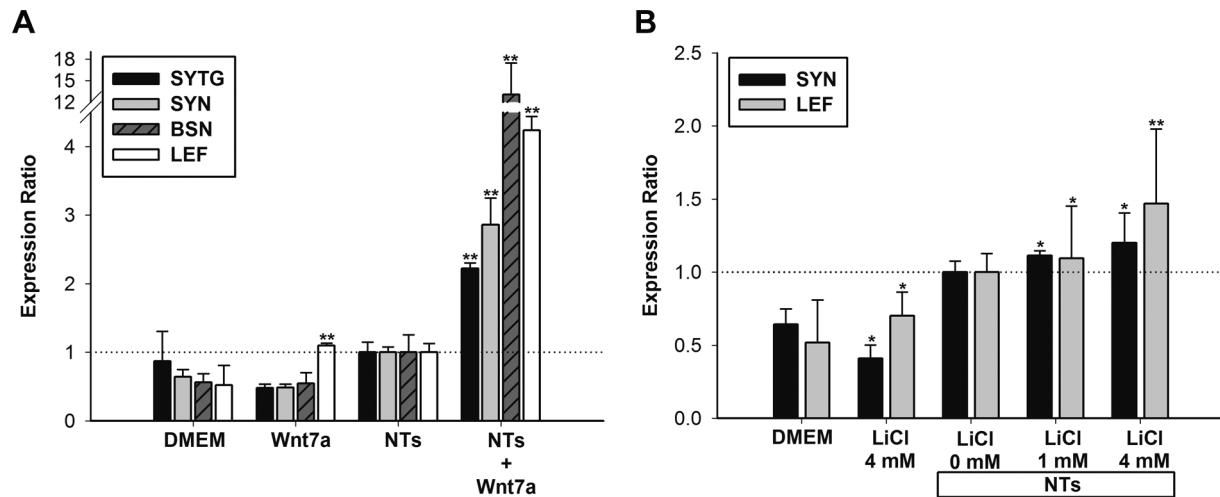 A
Expression Ratio
18
15
12
4
3
2
1
0
SYTG
SYN
BSN
LEF
**
**
**
**
**
DMEM Wnt7a NTs NTs
+
Wnt7a
B
Expression Ratio
2.5
2.0
1.5
1.0
0.5
0.0
SYN
LEF
*
*
*
*
*
**
DMEM LiCl LiCl LiCl LiCl
4 mM 0 mM 1 mM 4 mM
NTs